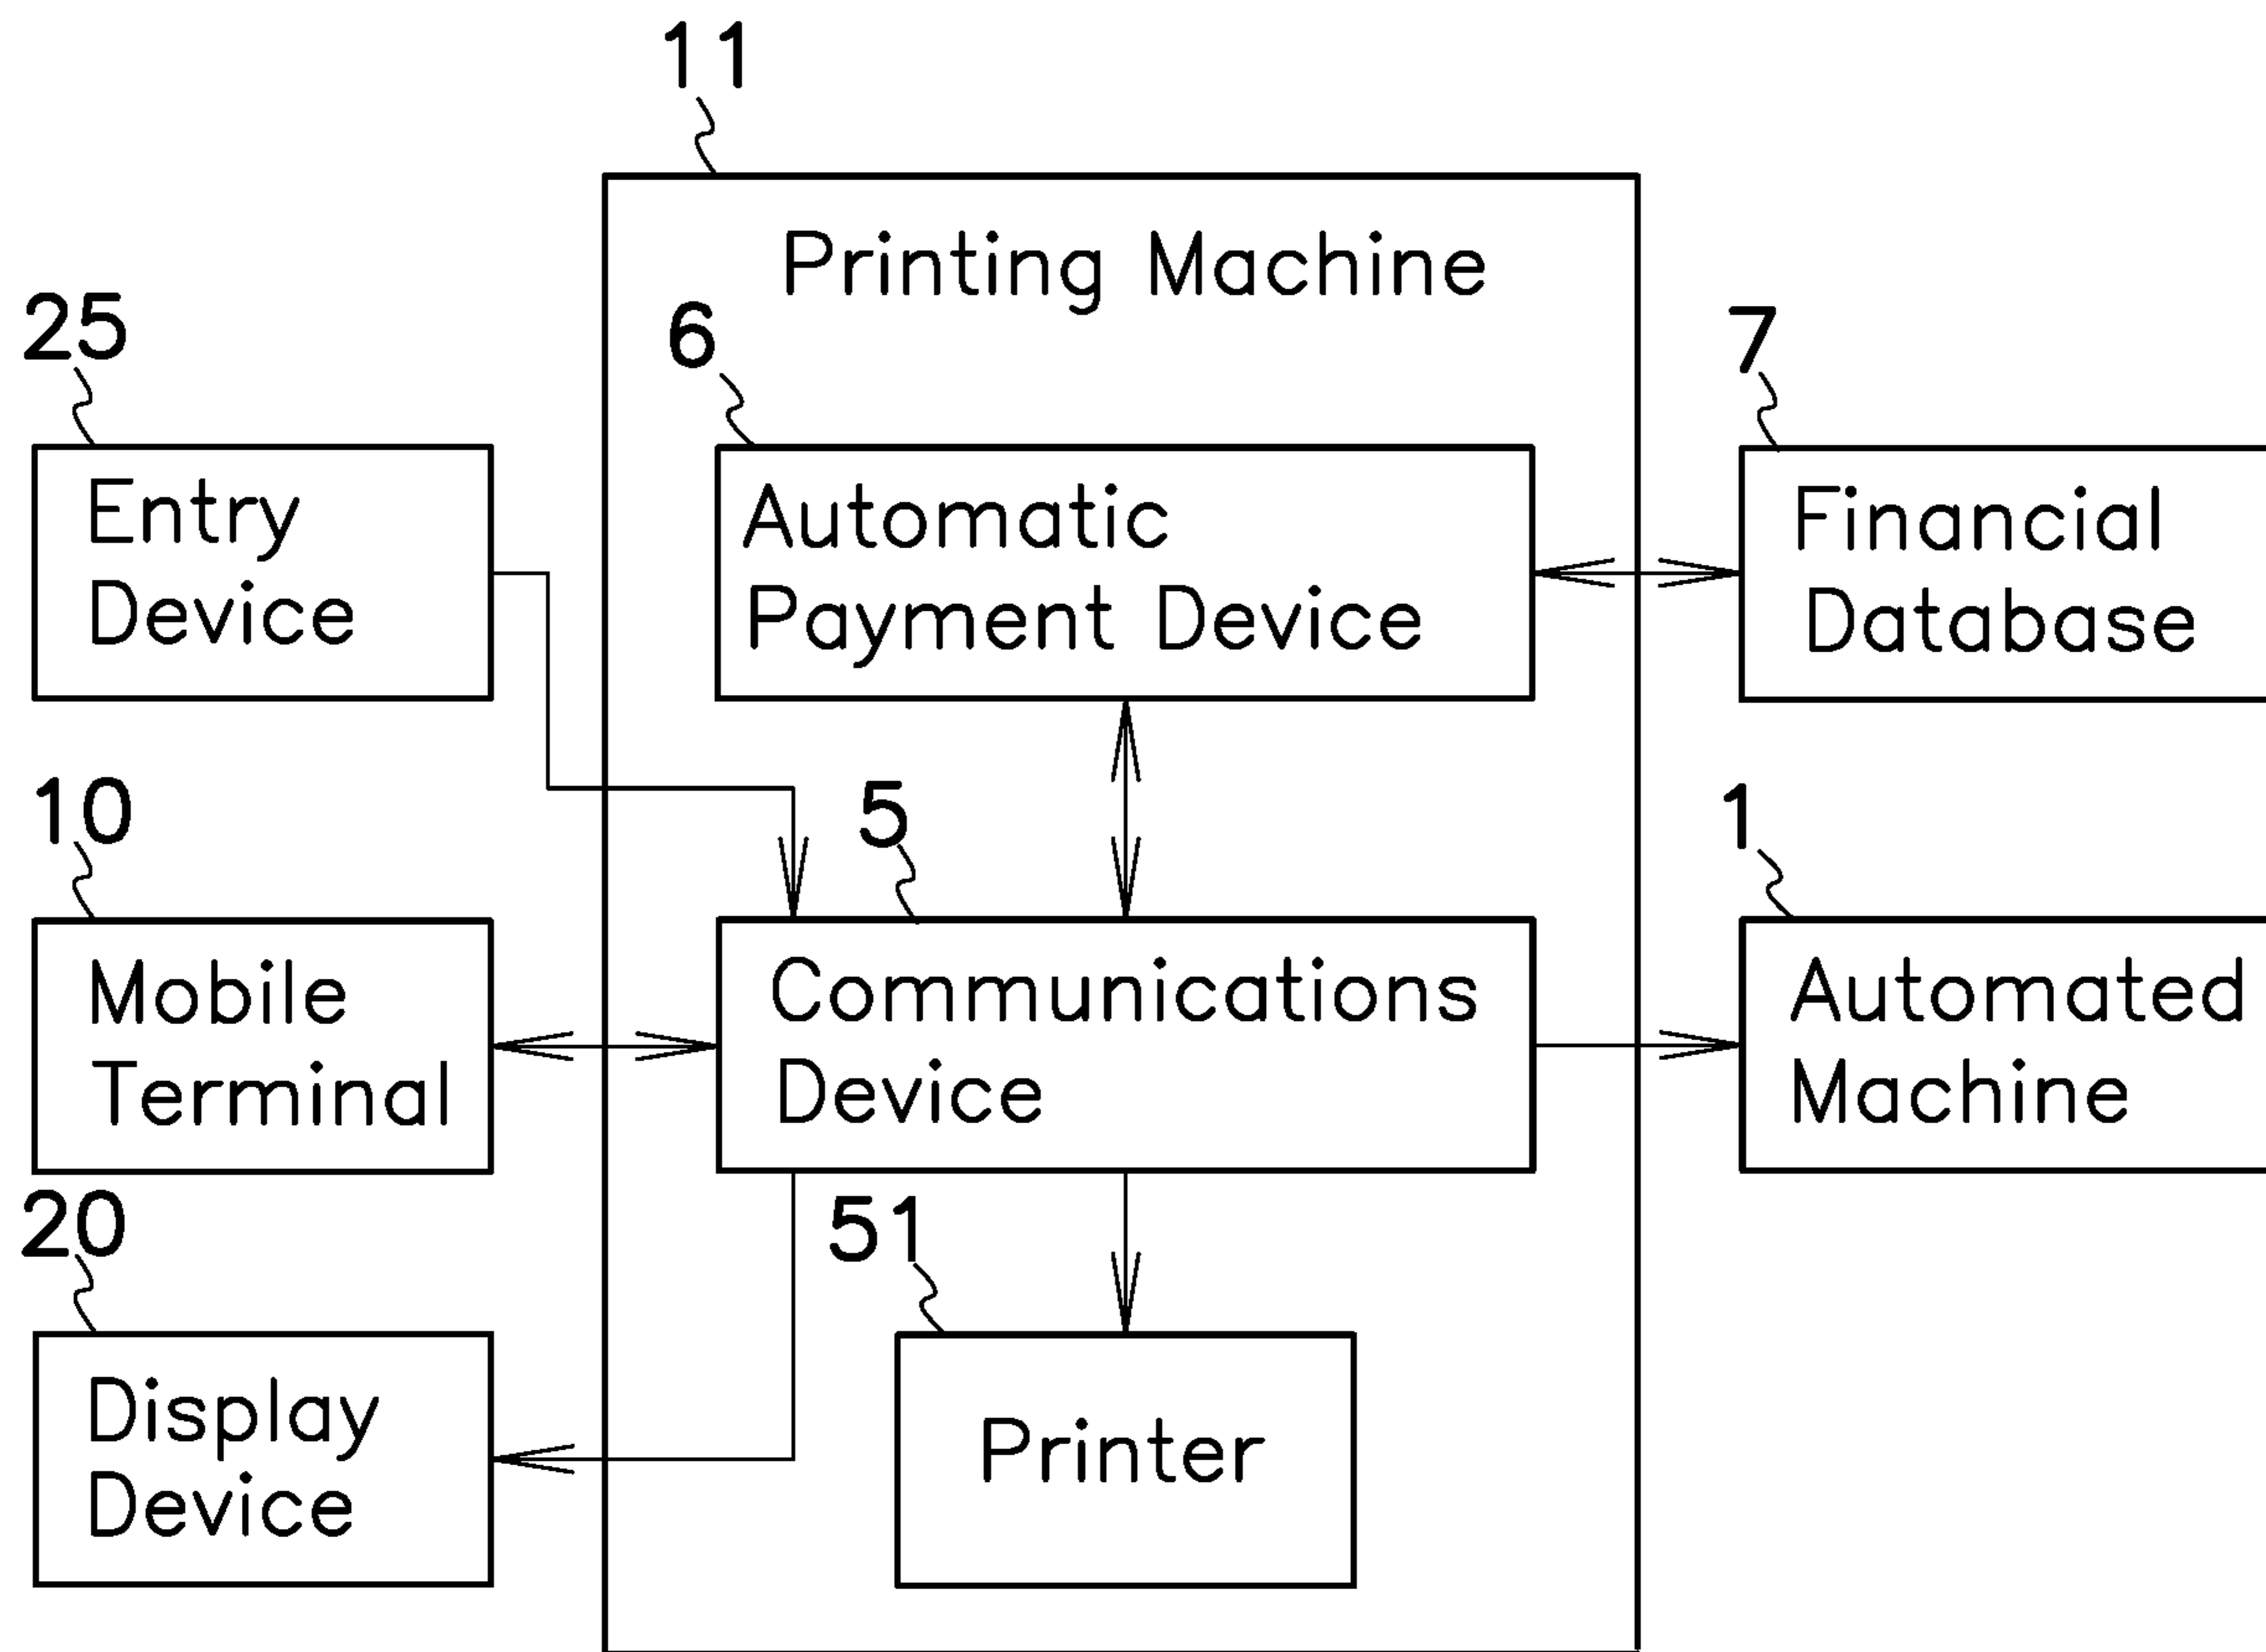 11
Printing Machine
25
Entry
Device
6
Automatic
Payment Device
7
Financial
Database
10
Mobile
Terminal
5
Communications
Device
1
Automated
Machine
20
Display
Device
51
Printer